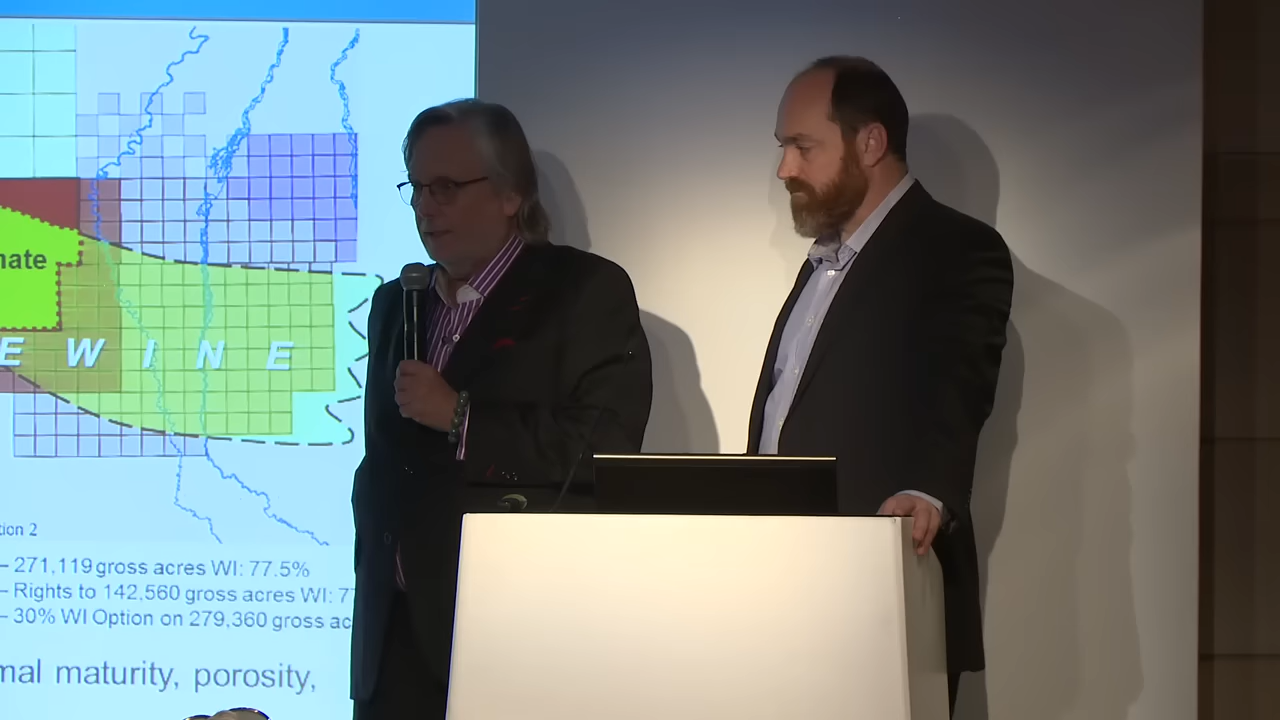 nate
E W I N E
tion 2
– 271,119 gross acres WI: 77.5%
– Rights to 142,560 gross acres WI: 7
– 30% WI Option on 279,360 gross ac
mal maturity, porosity,